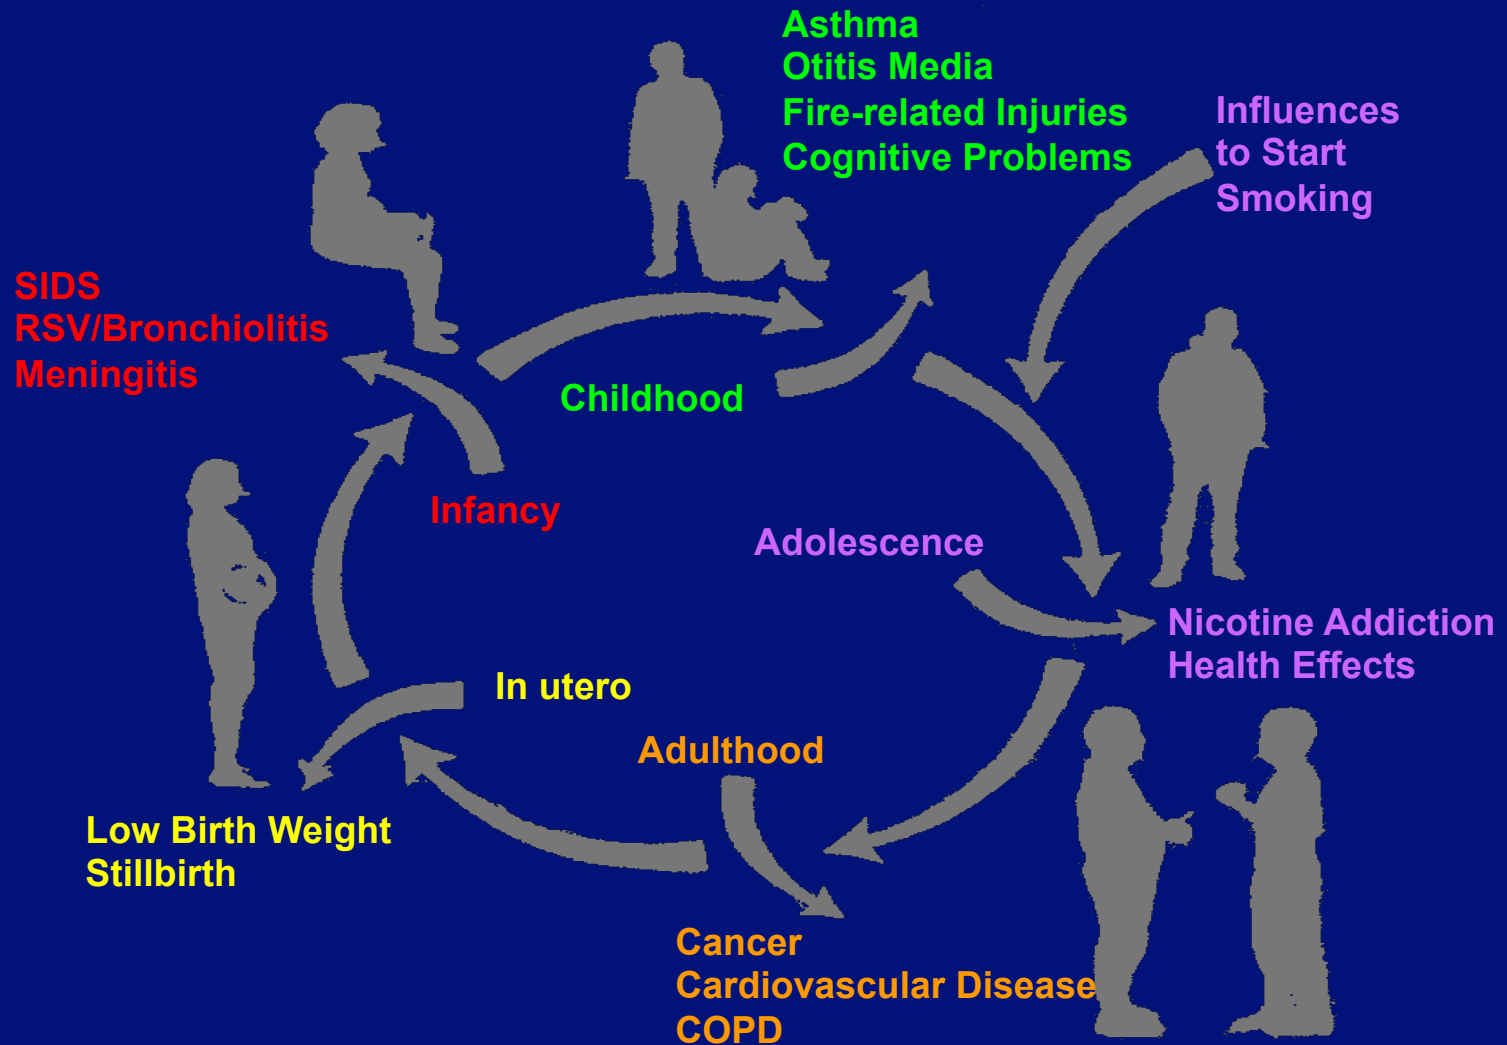 Asthma
Otitis Media
Fire-related Injuries
Cognitive Problems
Influences
to Start
Smoking
SIDS
RSV/Bronchiolitis
Meningitis
Childhood
Infancy
Adolescence
Nicotine Addiction
Health Effects
In utero
Adulthood
Low Birth Weight
Stillbirth
Cancer
Cardiovascular Disease
COPD